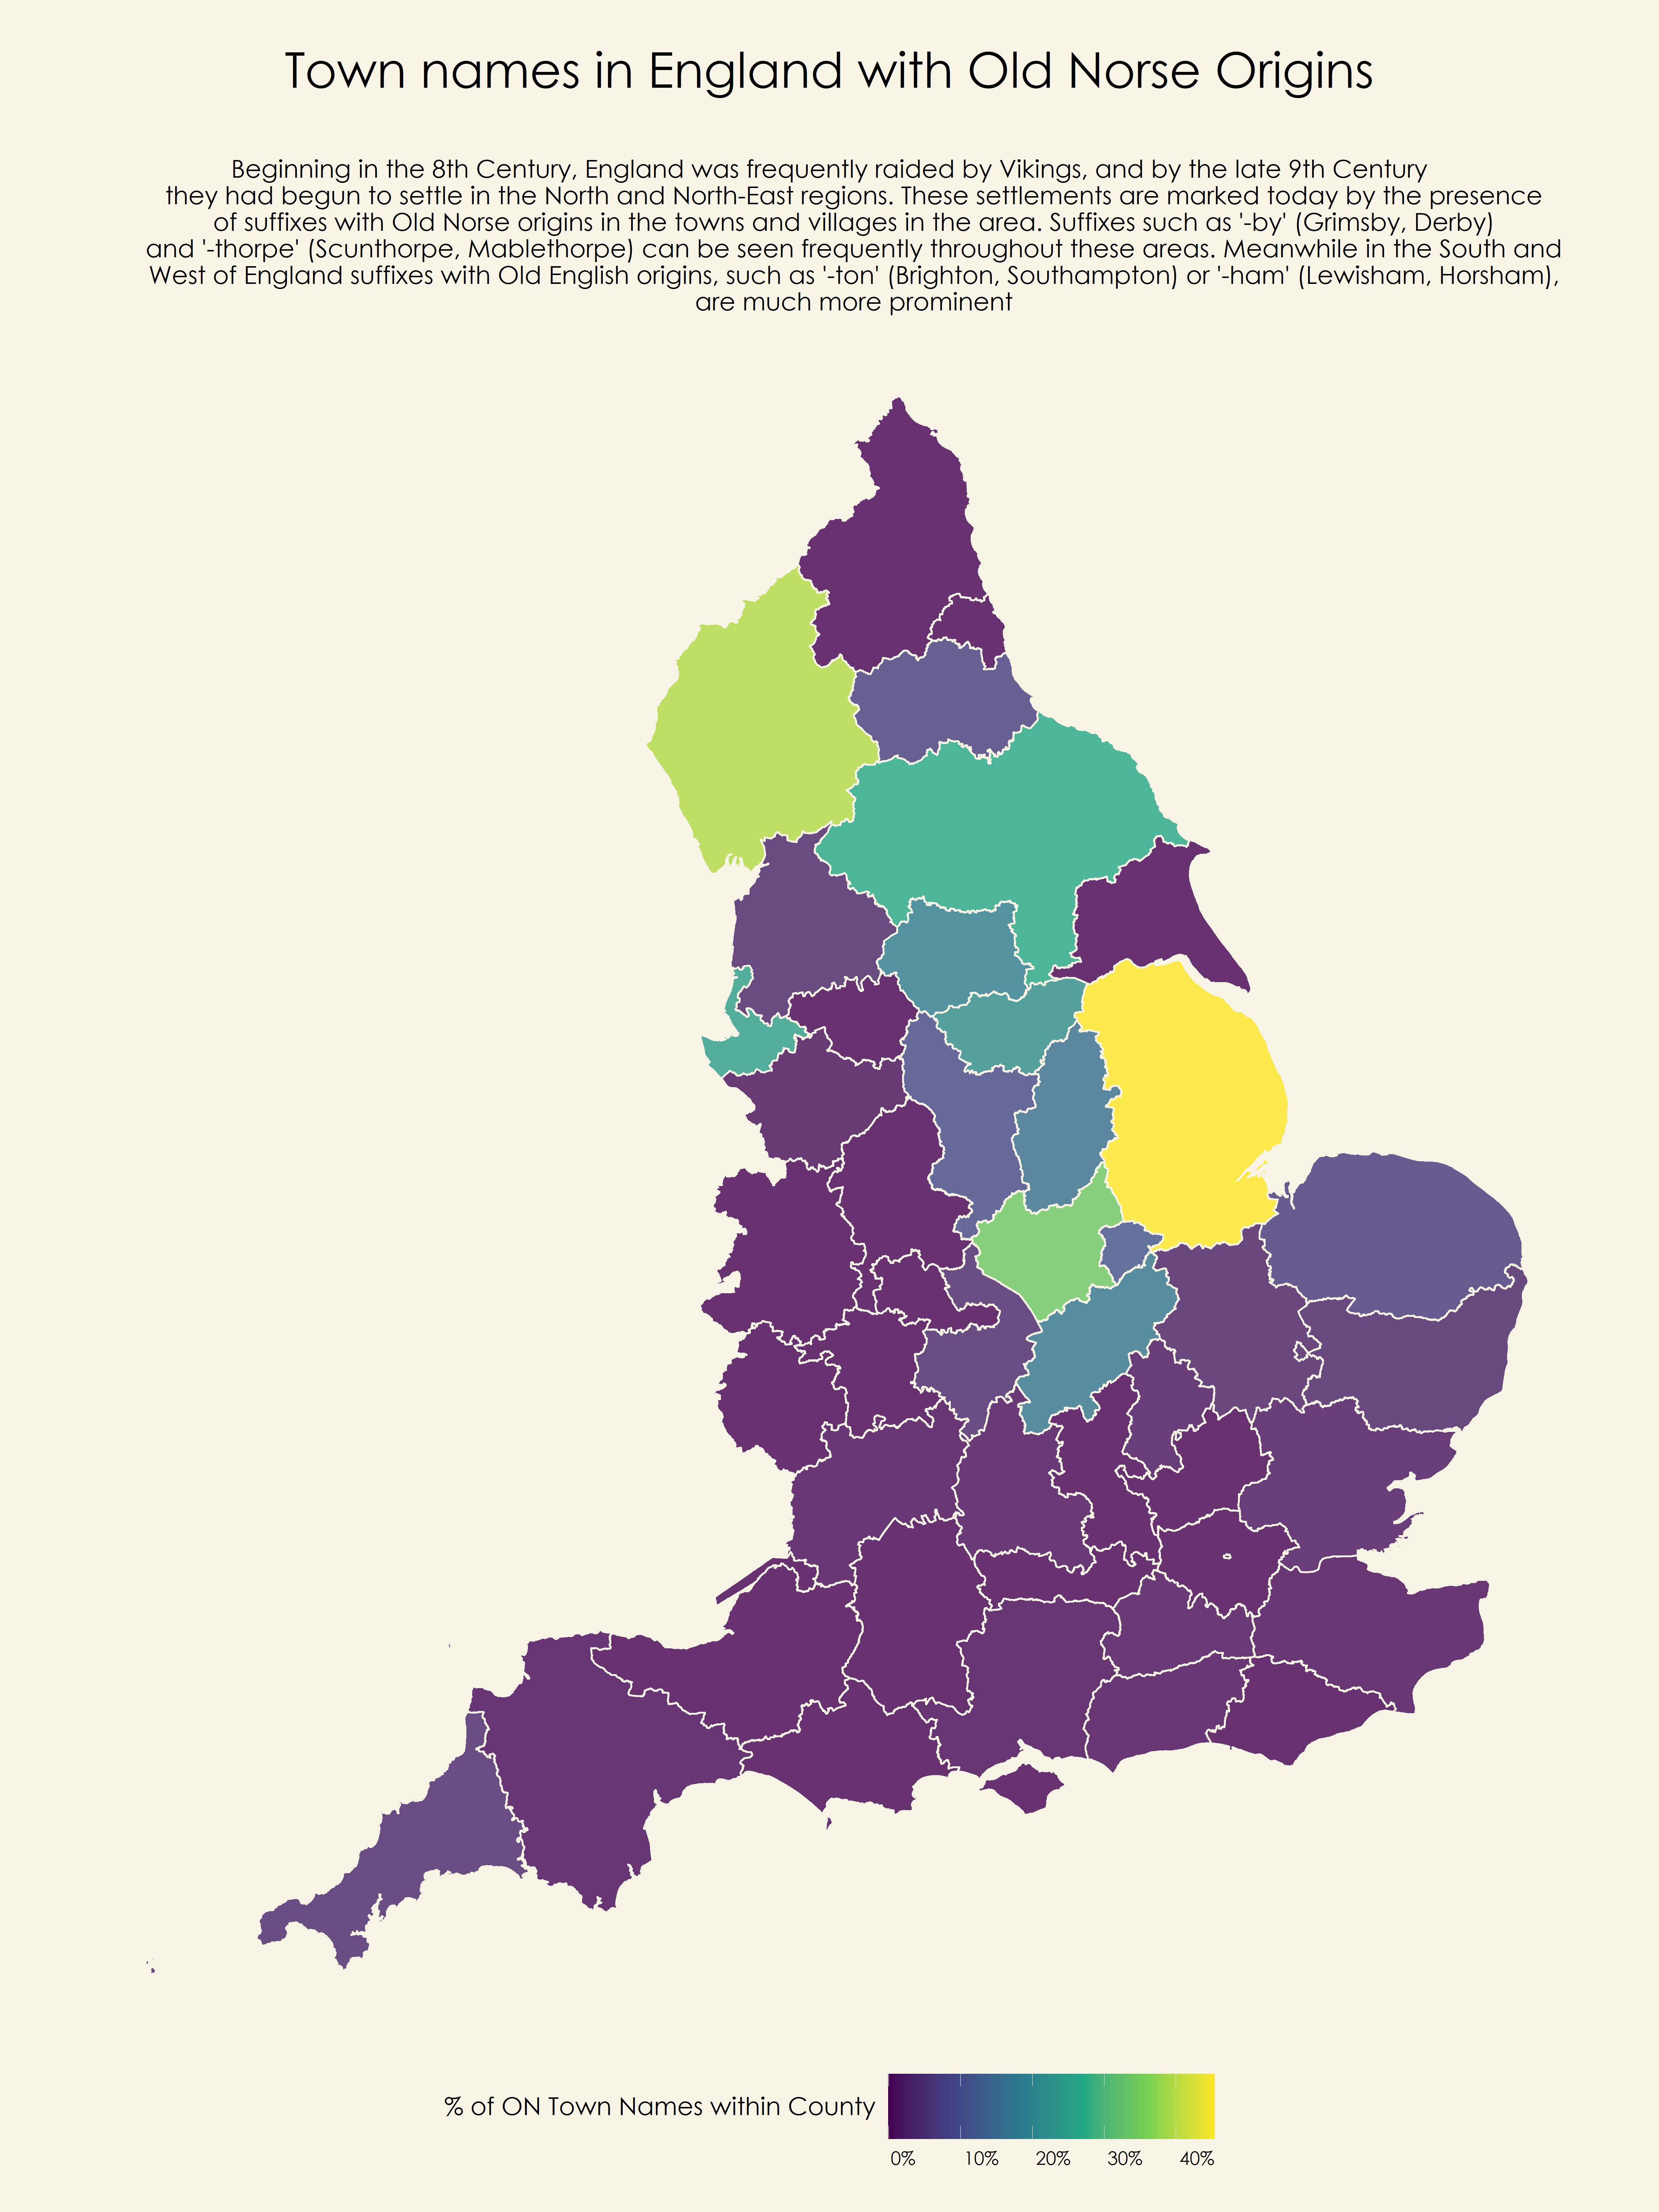 Town names in England with Old Norse Origins
Beginning in the 8th Century, England was frequently raided by Vikings, and by the late 9th Century
they had begun to settle in the North and North-East regions. These settlements are marked today by the presence
of suffixes with Old Norse origins in the towns and villages in the area. Suffixes such as '-by' (Grimsby, Derby)
and '-thorpe' (Scunthorpe, Mablethorpe) can be seen frequently throughout these areas. Meanwhile in the South and
West of England suffixes with Old English origins, such as '-ton' (Brighton, Southampton) or '-ham' (Lewisham, Horsham),
are much more prominent
% of ON Town Names within County
0% 10% 20% 30% 40%